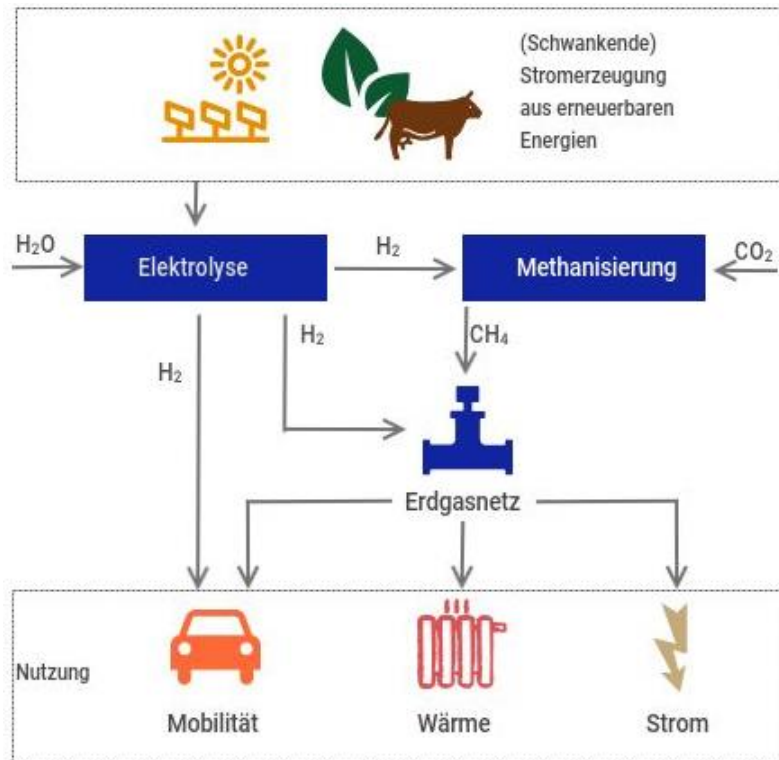 (Schwankende)
Stromerzeugung
aus erneuerbaren
Energien
H₂O
Elektrolyse
H₂
Methanisierung
CO₂
H₂
CH₄
H₂
Erdgasnetz
Nutzung
Mobilität
Wärme
Strom